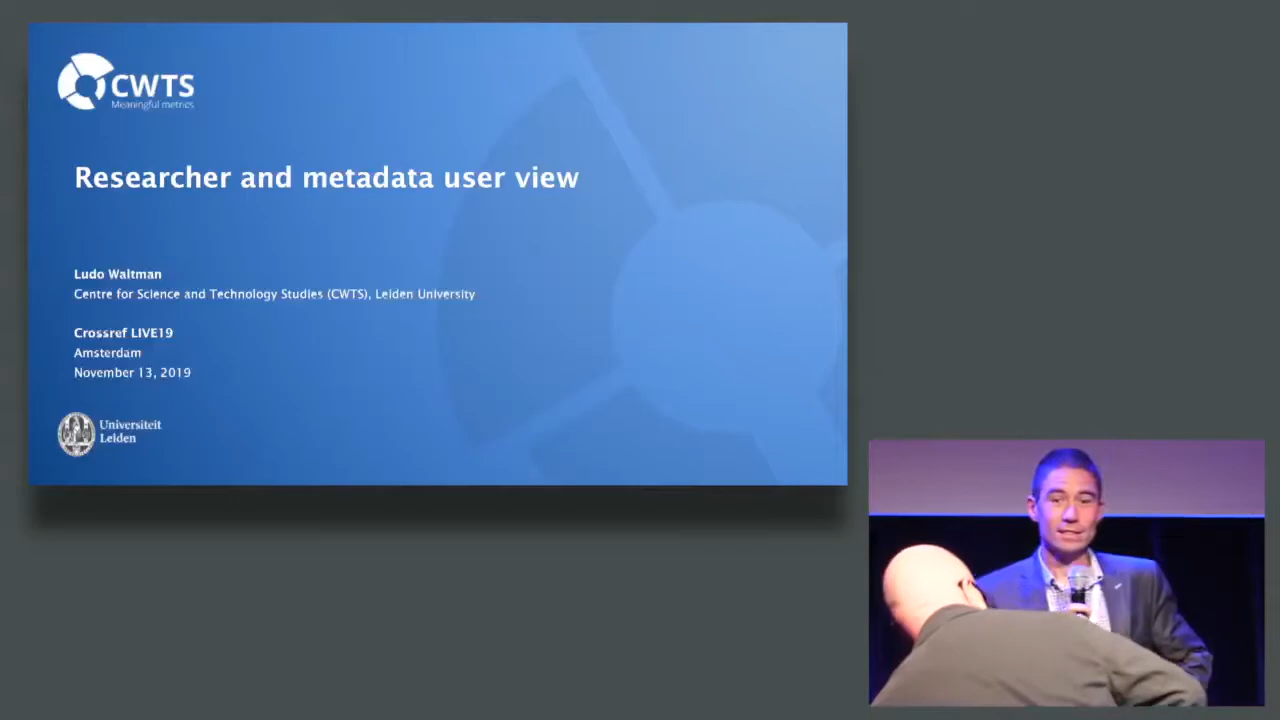 CWTS
Meaningful metrics
Researcher and metadata user view
Ludo Waltman
Centre for Science and Technology Studies (CWTS), Leiden University
Crossref LIVE19
Amsterdam
November 13, 2019
Universiteit
Leiden